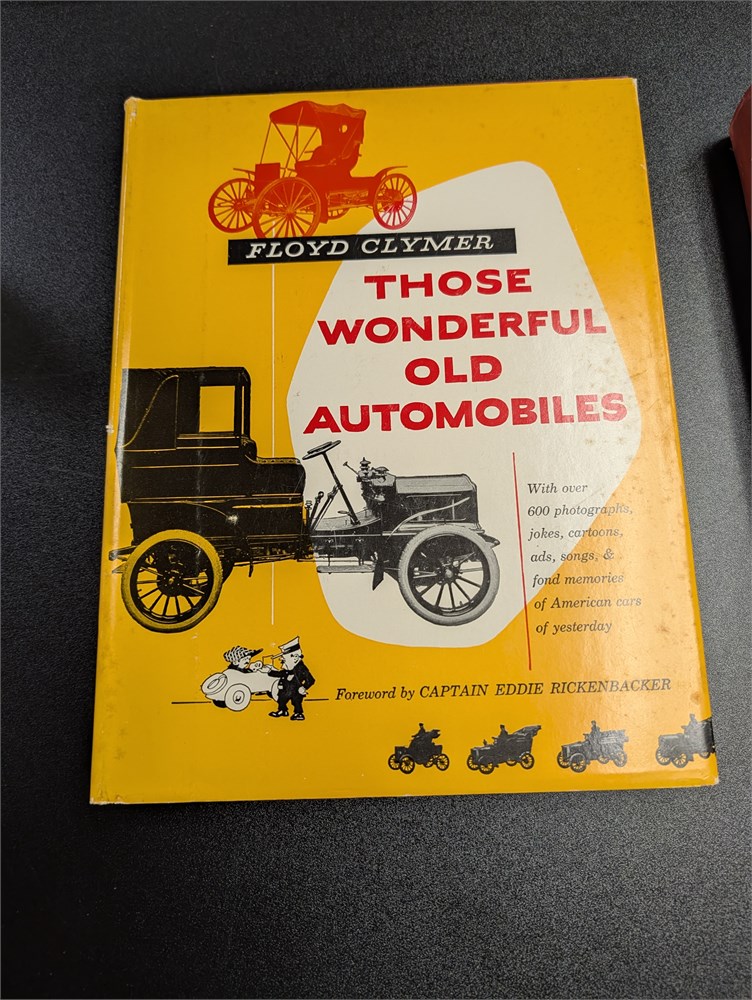 FLOYD CLYMER
THOSE
WONDERFUL
OLD
AUTOMOBILES
With over
600 photographs,
jokes, cartoons,
ads, songs, &
fond memories
of American cars
of yesterday
Foreword by CAPTAIN EDDIE RICKENBACKER